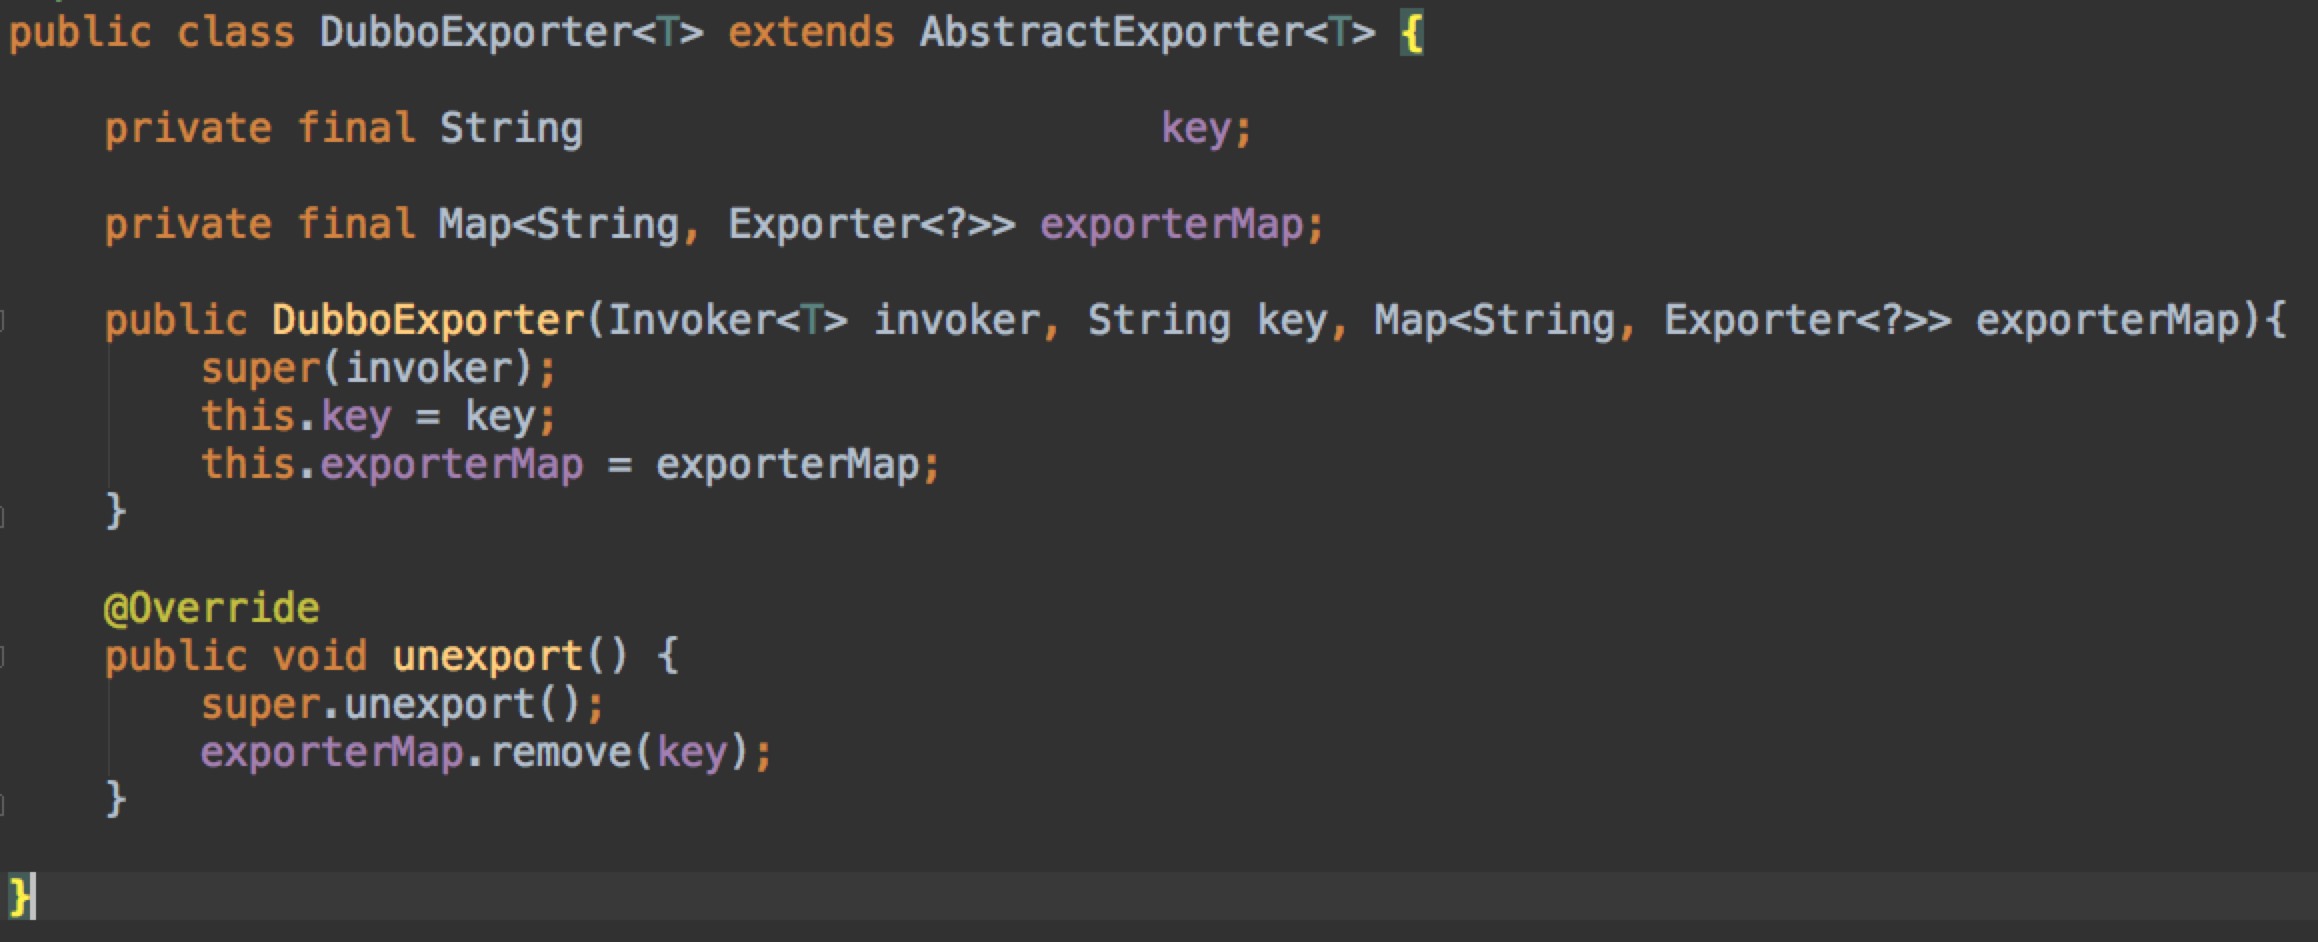 public class DubboExporter<T> extends AbstractExporter<T> {
    private final String                        key;
    private final Map<String, Exporter<?>> exporterMap;
    public DubboExporter(Invoker<T> invoker, String key, Map<String, Exporter<?>> exporterMap){
        super(invoker);
        this.key = key;
        this.exporterMap = exporterMap;
    }
    @Override
    public void unexport() {
        super.unexport();
        exporterMap.remove(key);
    }
}